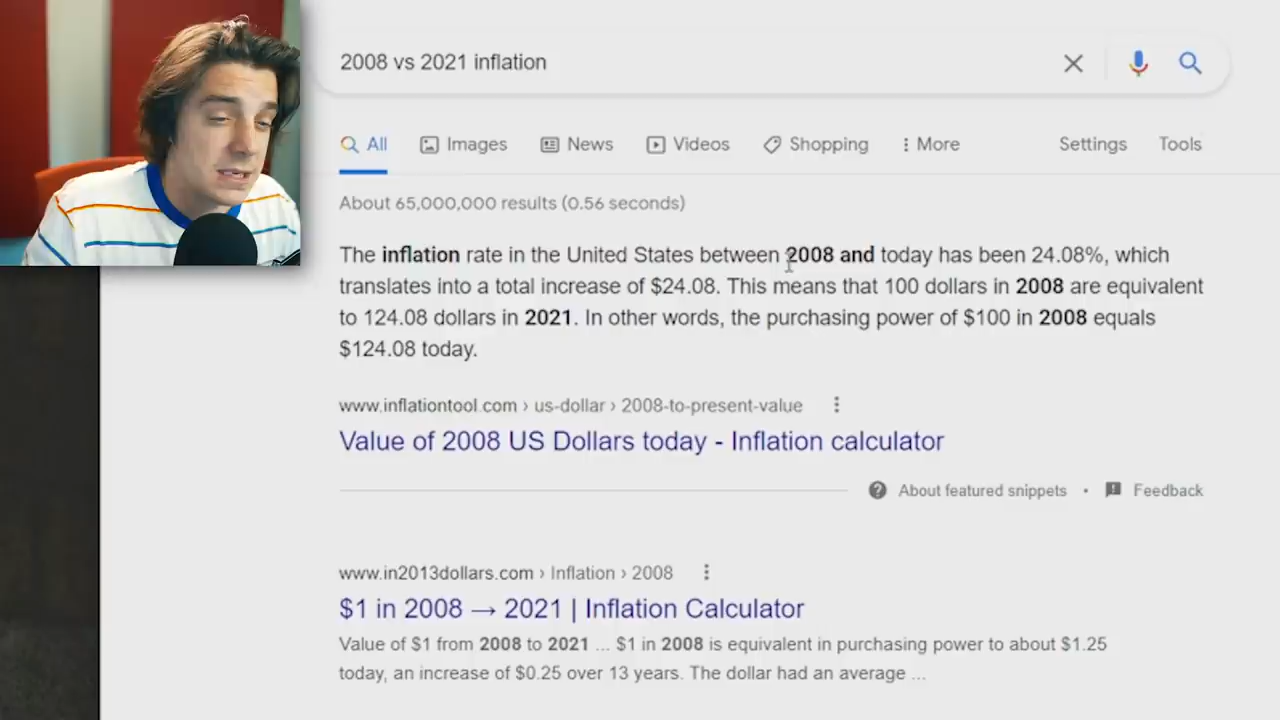 2008 vs 2021 inflation
All Images News Videos Shopping More Settings Tools
About 65,000,000 results (0.56 seconds)
The inflation rate in the United States between 2008 and today has been 24.08%, which
translates into a total increase of $24.08. This means that 100 dollars in 2008 are equivalent
to 124.08 dollars in 2021. In other words, the purchasing power of $100 in 2008 equals
$124.08 today.
www.inflationtool.com › us-dollar › 2008-to-present-value
Value of 2008 US Dollars today - Inflation calculator
About featured snippets • Feedback
www.in2013dollars.com › Inflation › 2008
$1 in 2008 → 2021 | Inflation Calculator
Value of $1 from 2008 to 2021 ... $1 in 2008 is equivalent in purchasing power to about $1.25
today, an increase of $0.25 over 13 years. The dollar had an average ...